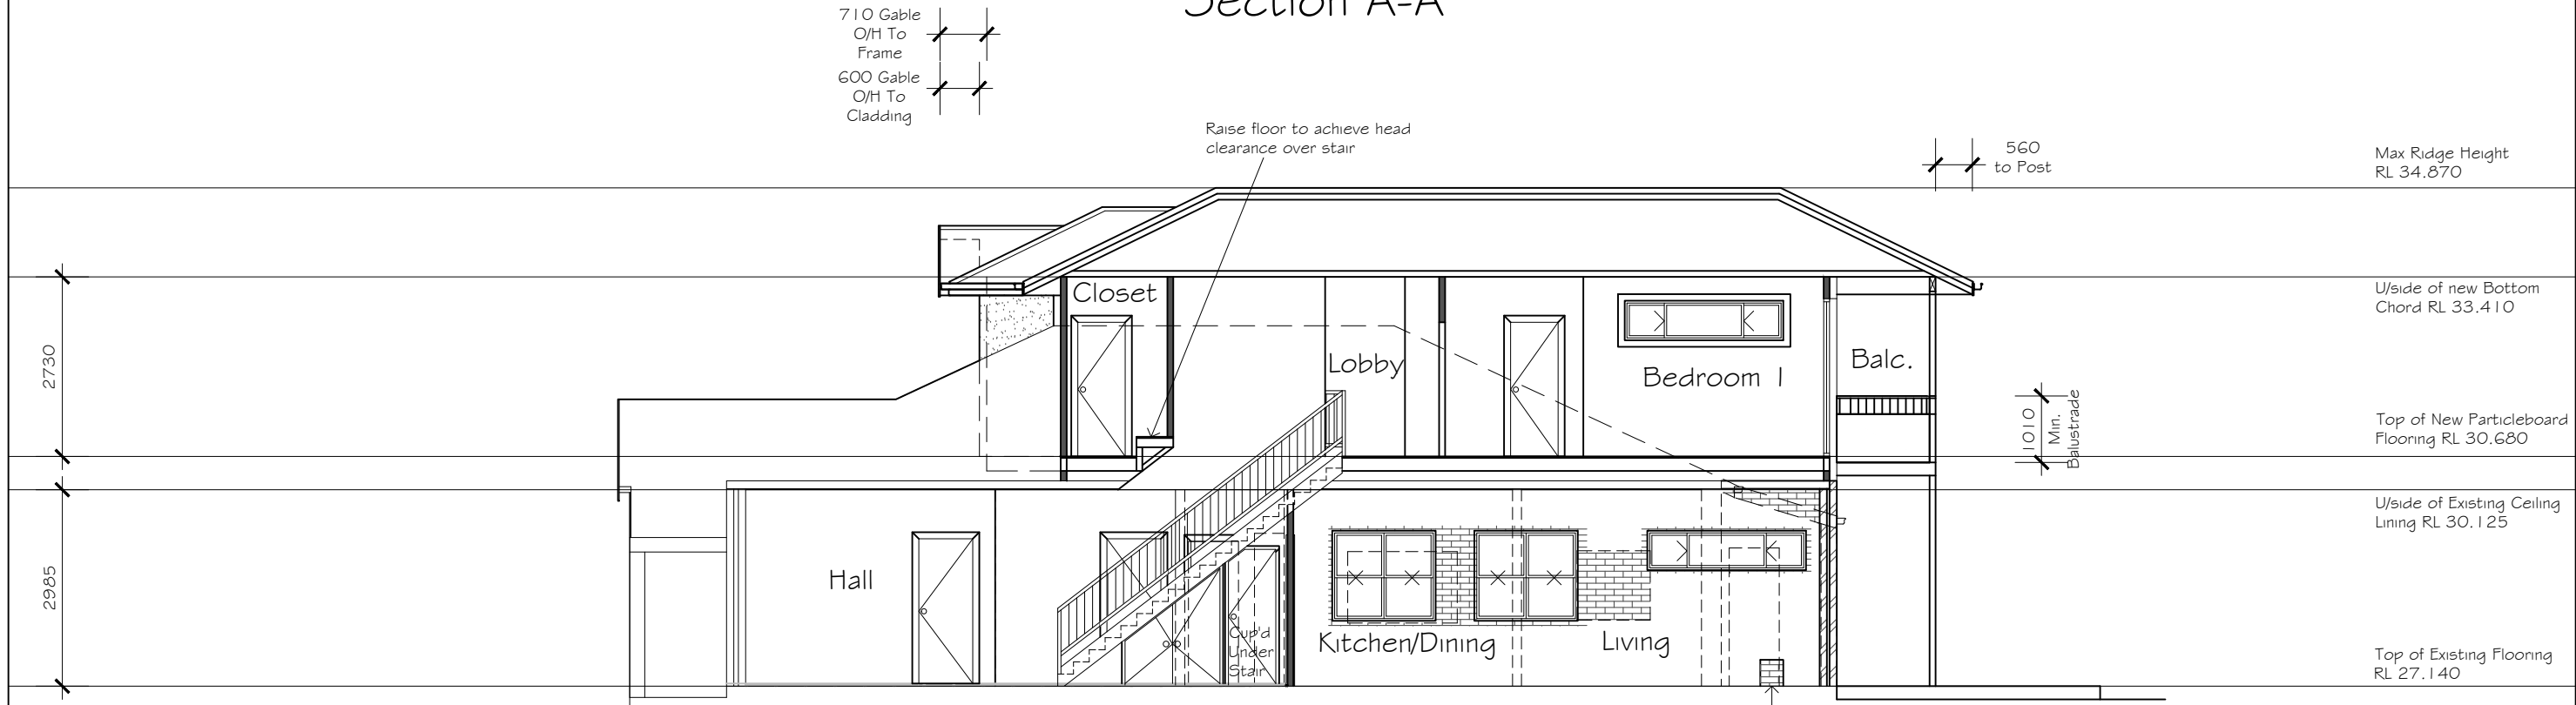 Section A-A
710 Gable
O/H To
Frame
600 Gable
O/H To
Cladding
Raise floor to achieve head
clearance over stair
560
to Post
Max Ridge Height
RL 34.870
U/side of new Bottom
Chord RL 33.410
Closet
Lobby
Bedroom 1
Balc.
2730
1010
Min.
Balustrade
Top of New Particleboard
Flooring RL 30.680
U/side of Existing Ceiling
Lining RL 30.125
2985
Hall
Cup'd
Under
Stair
Kitchen/Dining
Living
Top of Existing Flooring
RL 27.140